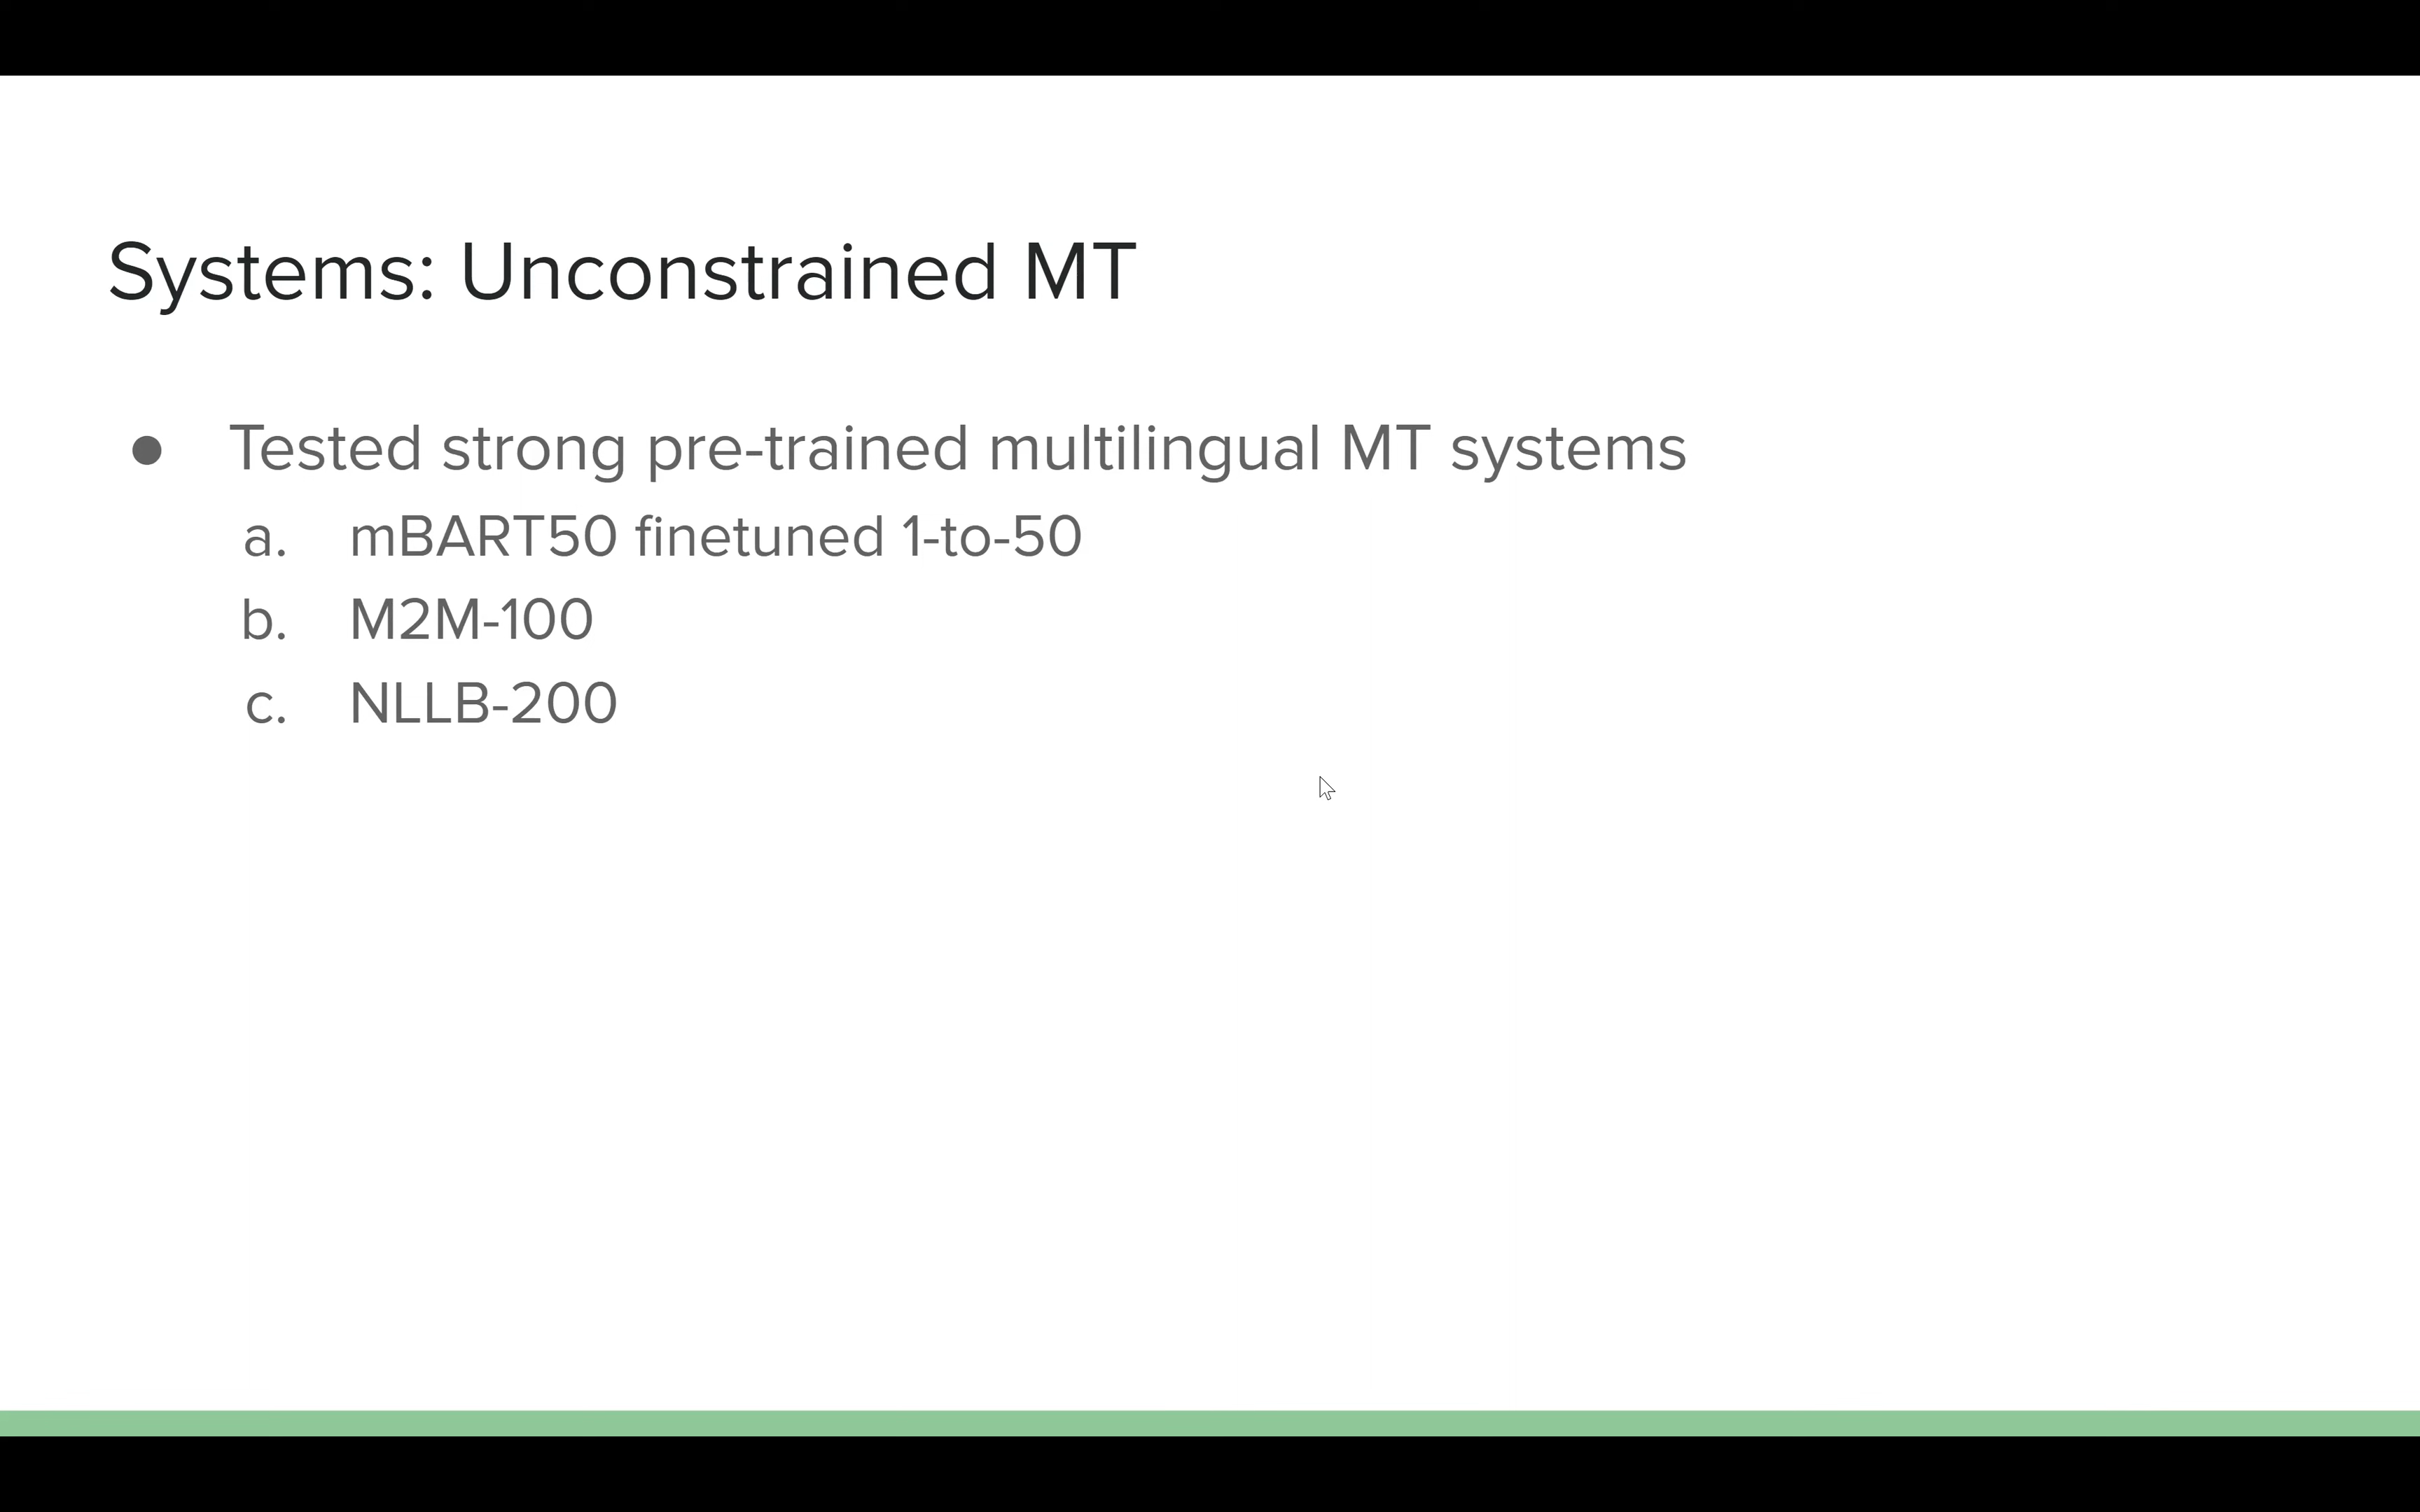 Systems: Unconstrained MT
● Tested strong pre-trained multilingual MT systems
a. mBART50 finetuned 1-to-50
b. M2M-100
c. NLLB-200